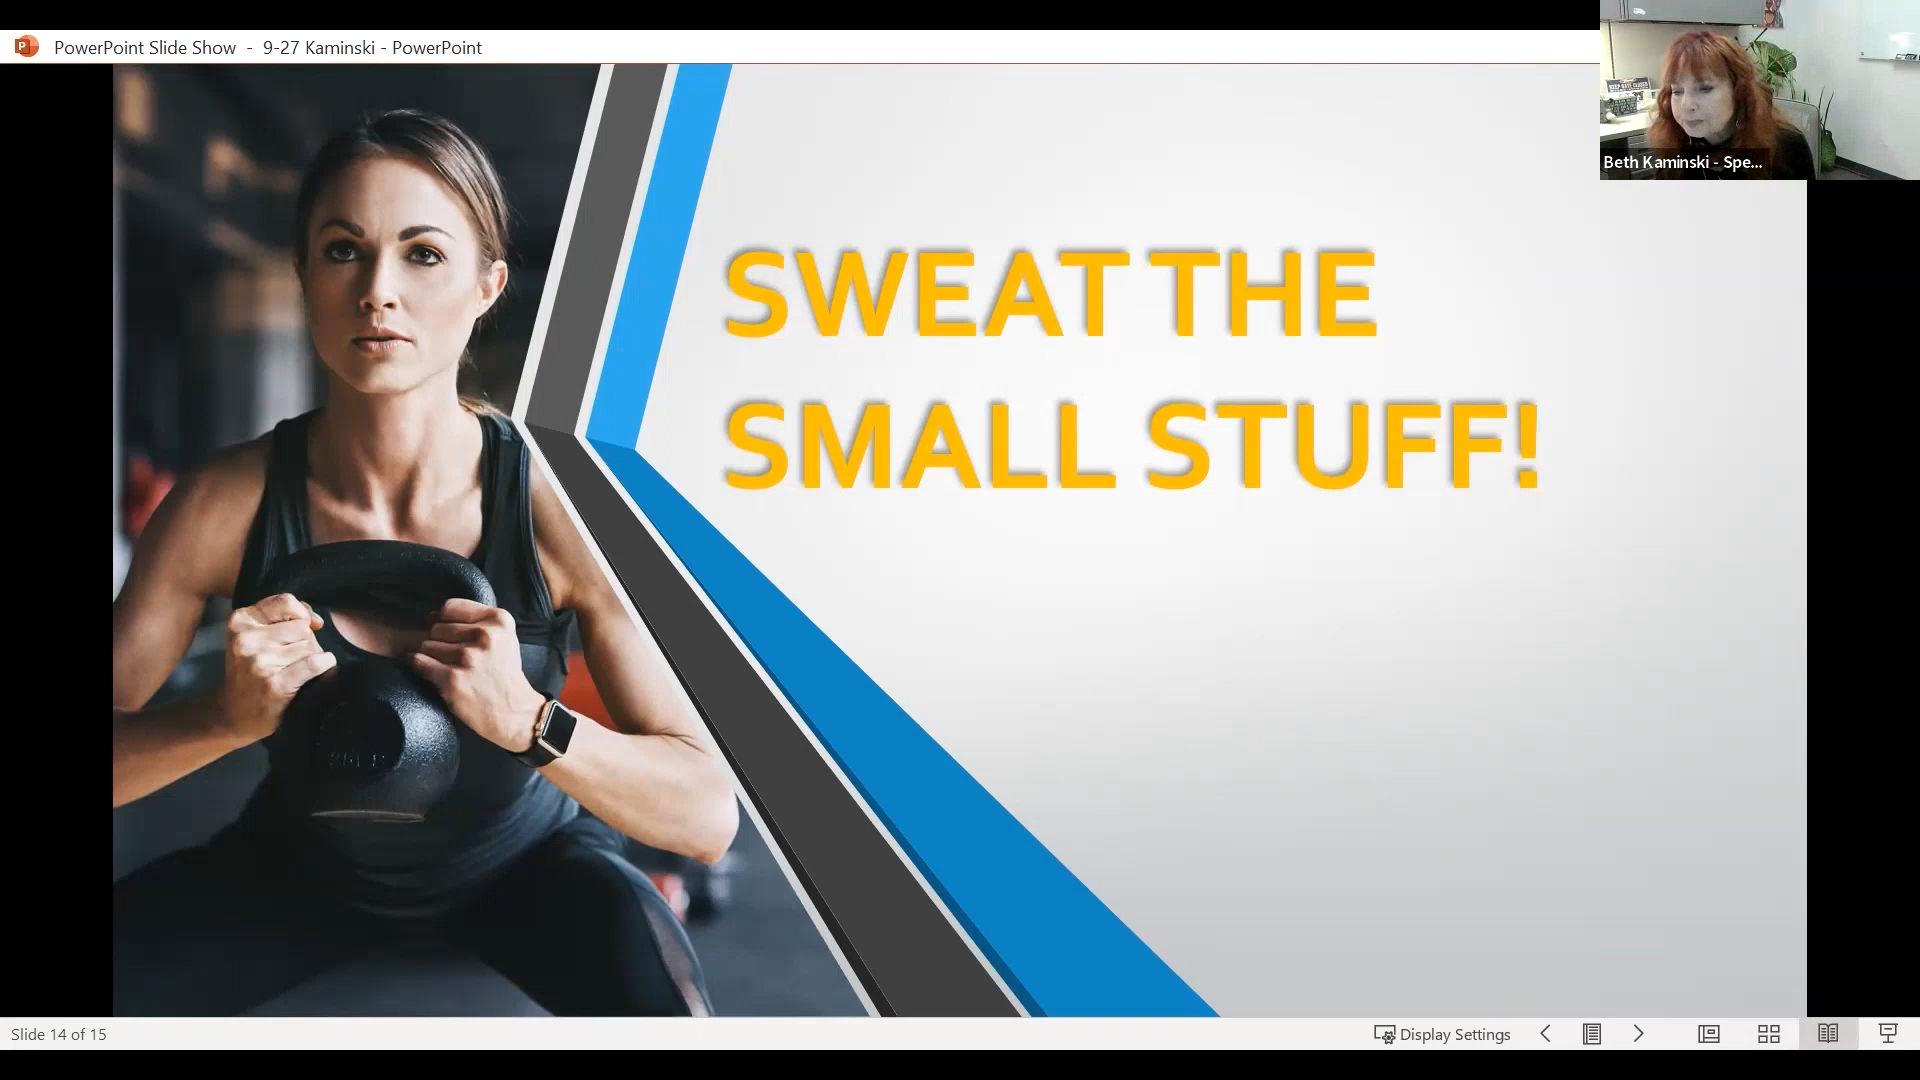 PowerPoint Slide Show - 9-27 Kaminski - PowerPoint
Beth Kaminski - Spe...
SWEAT THE
SMALL STUFF!
Slide 14 of 15
Display Settings